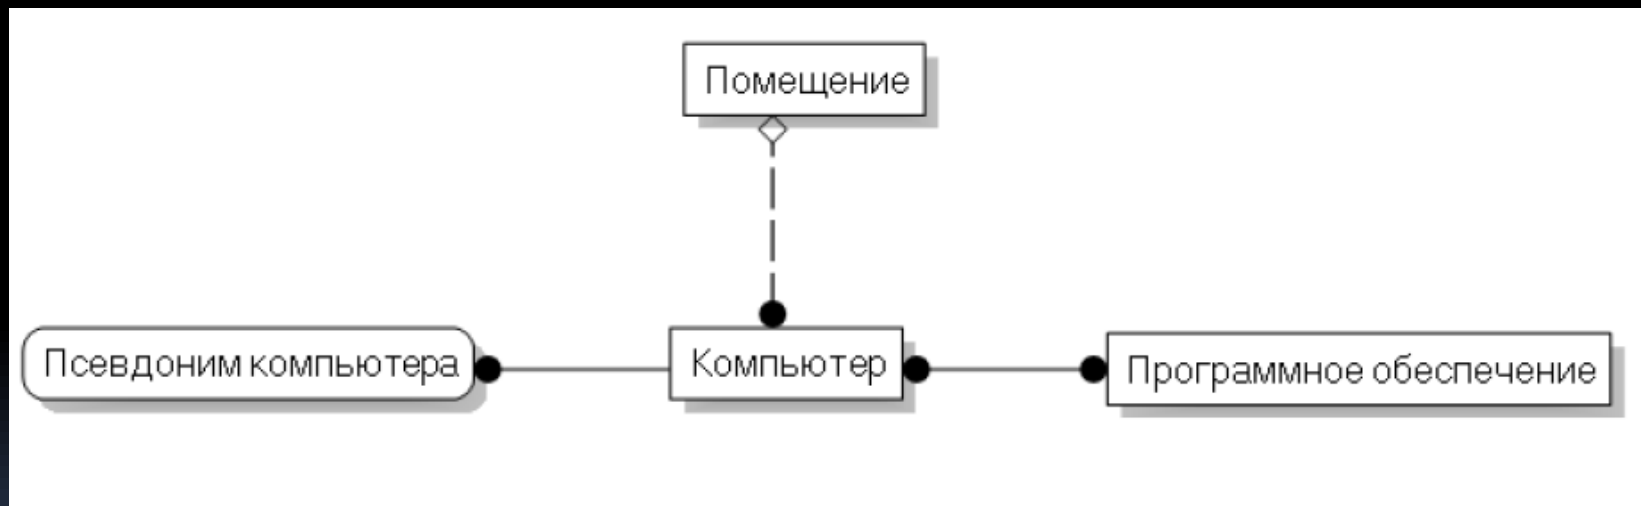 Помещение
Псевдоним компьютера
Компьютер
Программное обеспечение